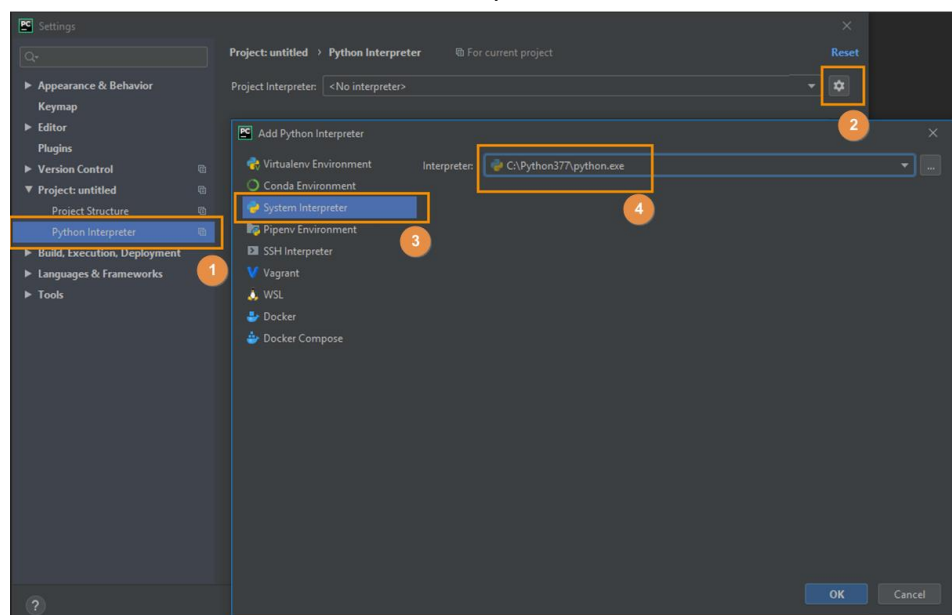 PC Settings
Project: untitled › Python Interpreter For current project Reset
Appearance & Behavior
Keymap
Editor
Plugins
Version Control
Project: untitled
Project Structure
Python Interpreter
Build, Execution, Deployment
Languages & Frameworks
Tools
1
Project Interpreter: <No interpreter>
2
PC Add Python Interpreter
Virtualenv Environment
Conda Environment
System Interpreter
Pipenv Environment
SSH Interpreter
Vagrant
WSL
Docker
Docker Compose
3
Interpreter: C:\Python377\python.exe ...
4
OK Cancel
?